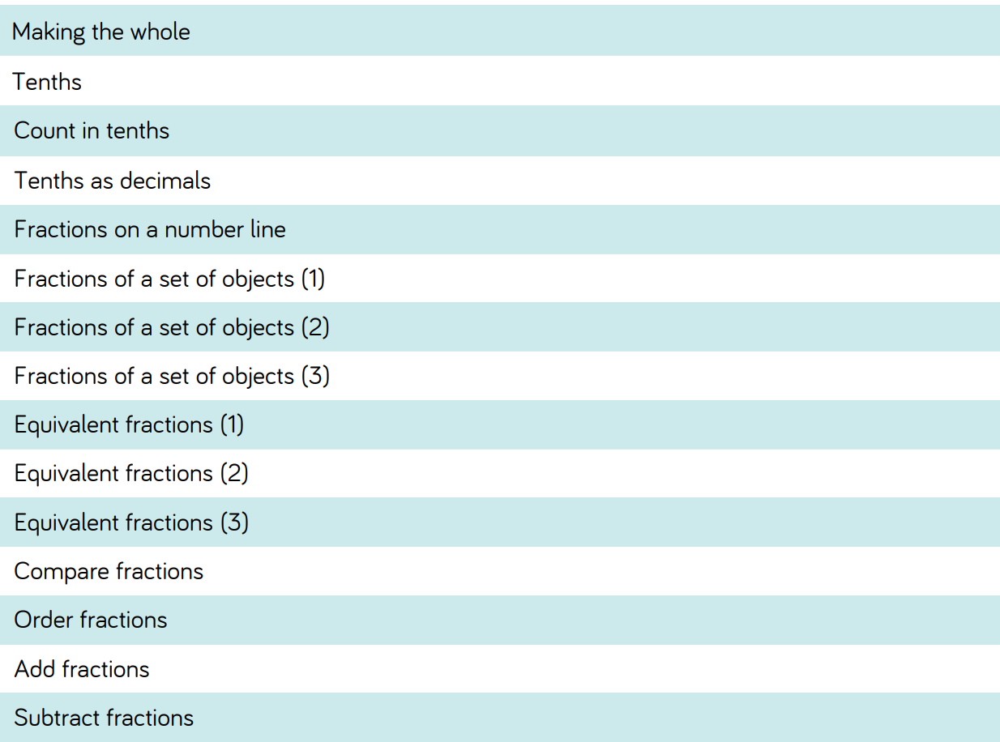 Making the whole
Tenths
Count in tenths
Tenths as decimals
Fractions on a number line
Fractions of a set of objects (1)
Fractions of a set of objects (2)
Fractions of a set of objects (3)
Equivalent fractions (1)
Equivalent fractions (2)
Equivalent fractions (3)
Compare fractions
Order fractions
Add fractions
Subtract fractions